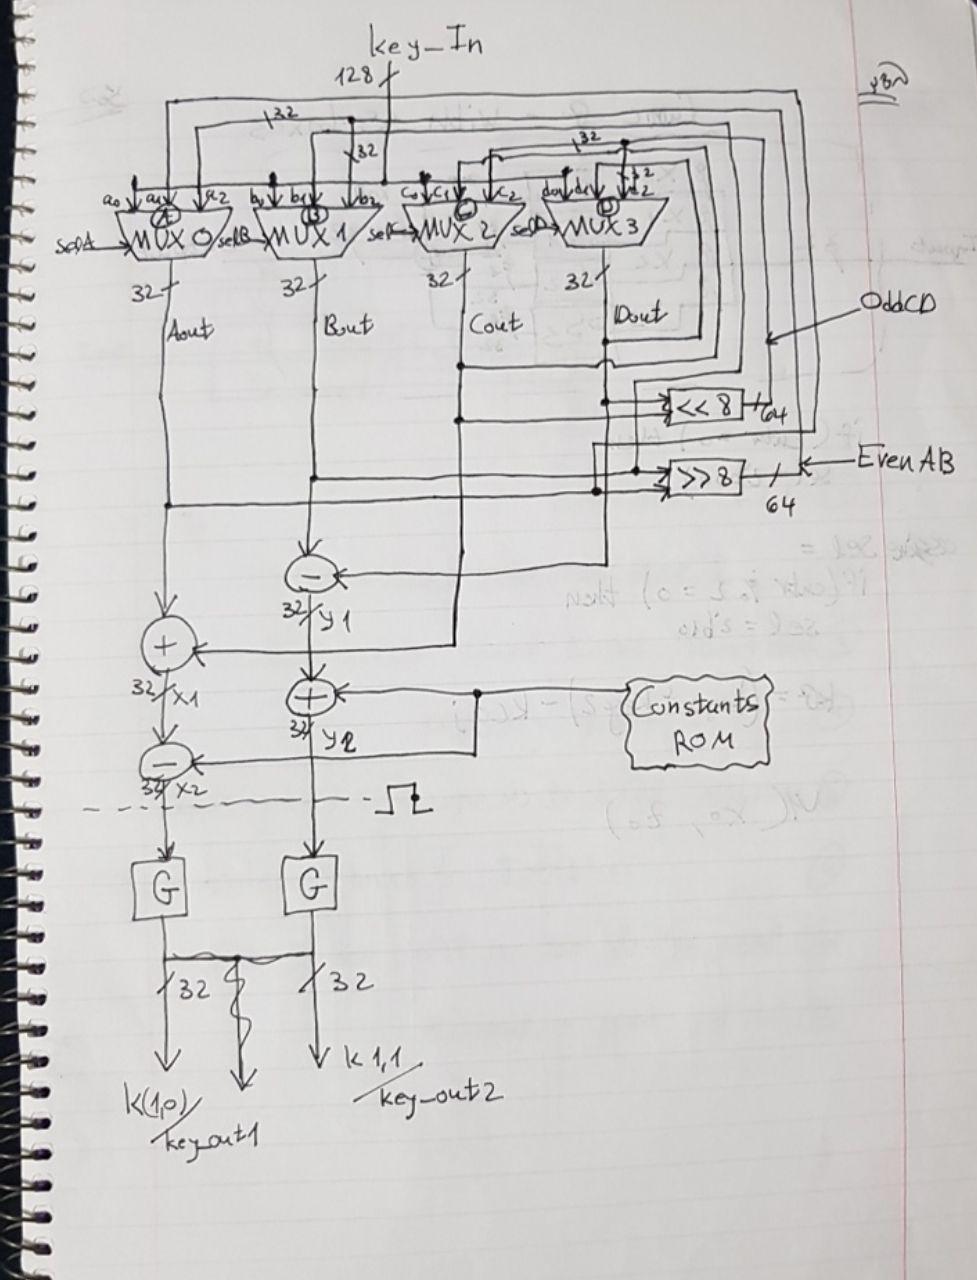 key_In
128
32
32
32
32
a0 a1 a2 b0 b1 b2 c0 c1 c2 d0 d1 d2
A B C D
selA MUX 0 selB MUX 1 selC MUX 2 selD MUX 3
32 32 32 32
Aout Bout Cout Dout
OddCD
<< 8
64
>> 8
EvenAB
64
-
32 y1
+
32 x1
+
32
y2
Constants
ROM
-
32 x2
G G
32 32
k(1,0)/
key_out1
k 1,1
/key_out2